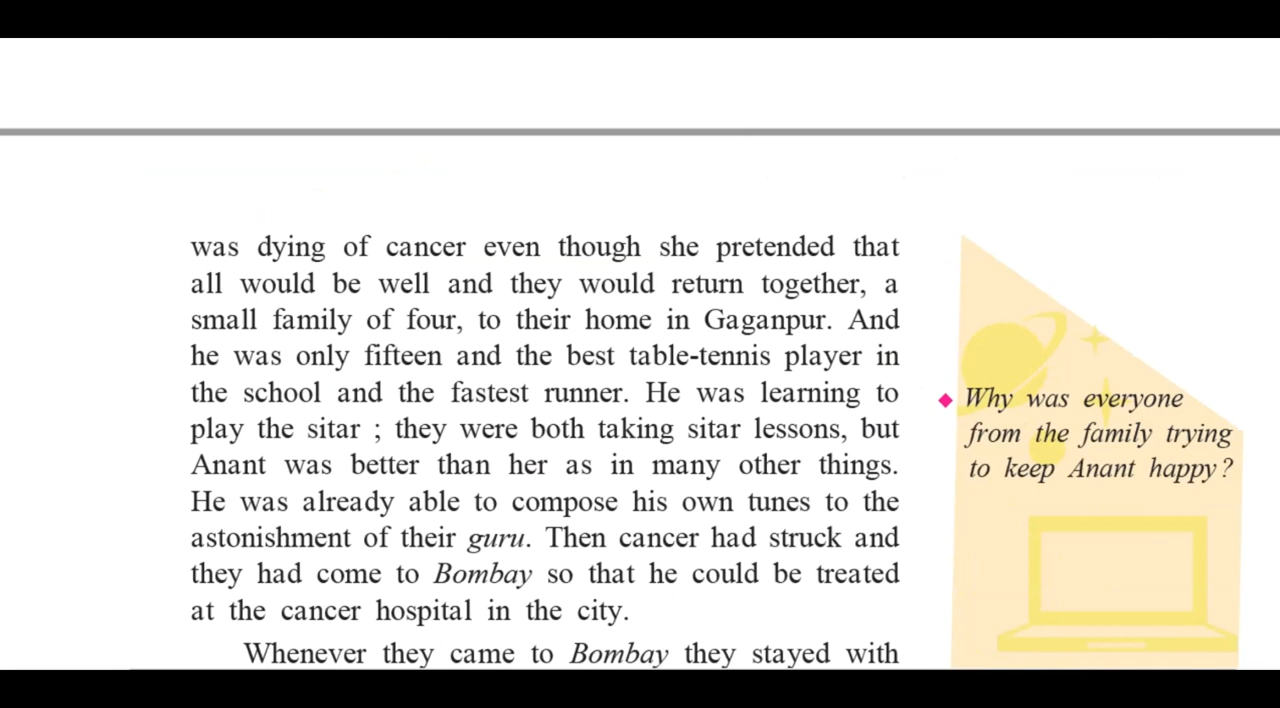 was dying of cancer even though she pretended that
all would be well and they would return together, a
small family of four, to their home in Gaganpur. And
he was only fifteen and the best table-tennis player in
the school and the fastest runner. He was learning to
play the sitar ; they were both taking sitar lessons, but
Anant was better than her as in many other things.
He was already able to compose his own tunes to the
astonishment of their guru. Then cancer had struck and
they had come to Bombay so that he could be treated
at the cancer hospital in the city.
Whenever they came to Bombay they stayed with
Why was everyone
from the family trying
to keep Anant happy?